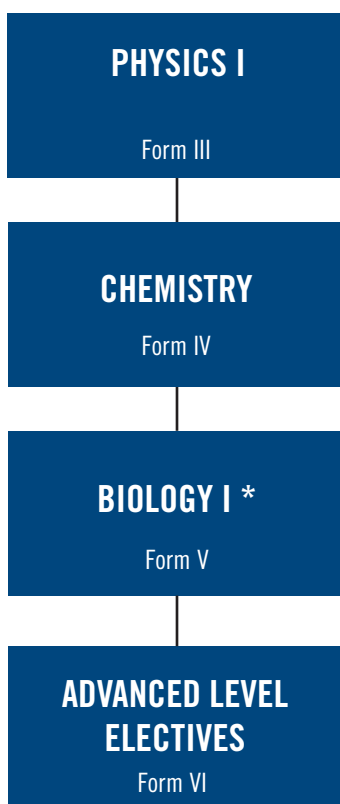 PHYSICS I
Form III
CHEMISTRY
Form IV
BIOLOGY I *
Form V
ADVANCED LEVEL
ELECTIVES
Form VI